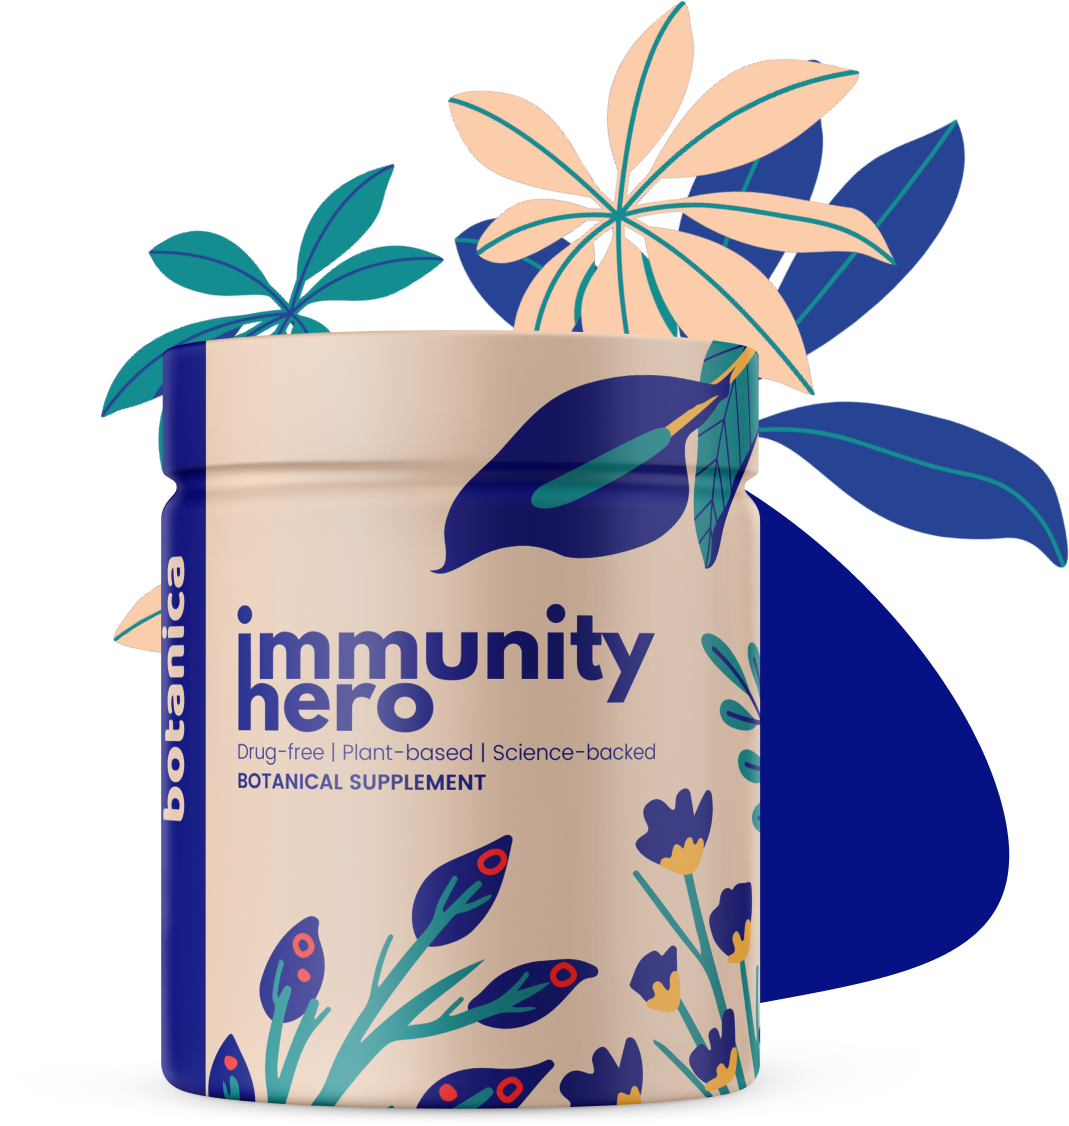 botanica
immunity
hero
Drug-free | Plant-based | Science-backed
BOTANICAL SUPPLEMENT